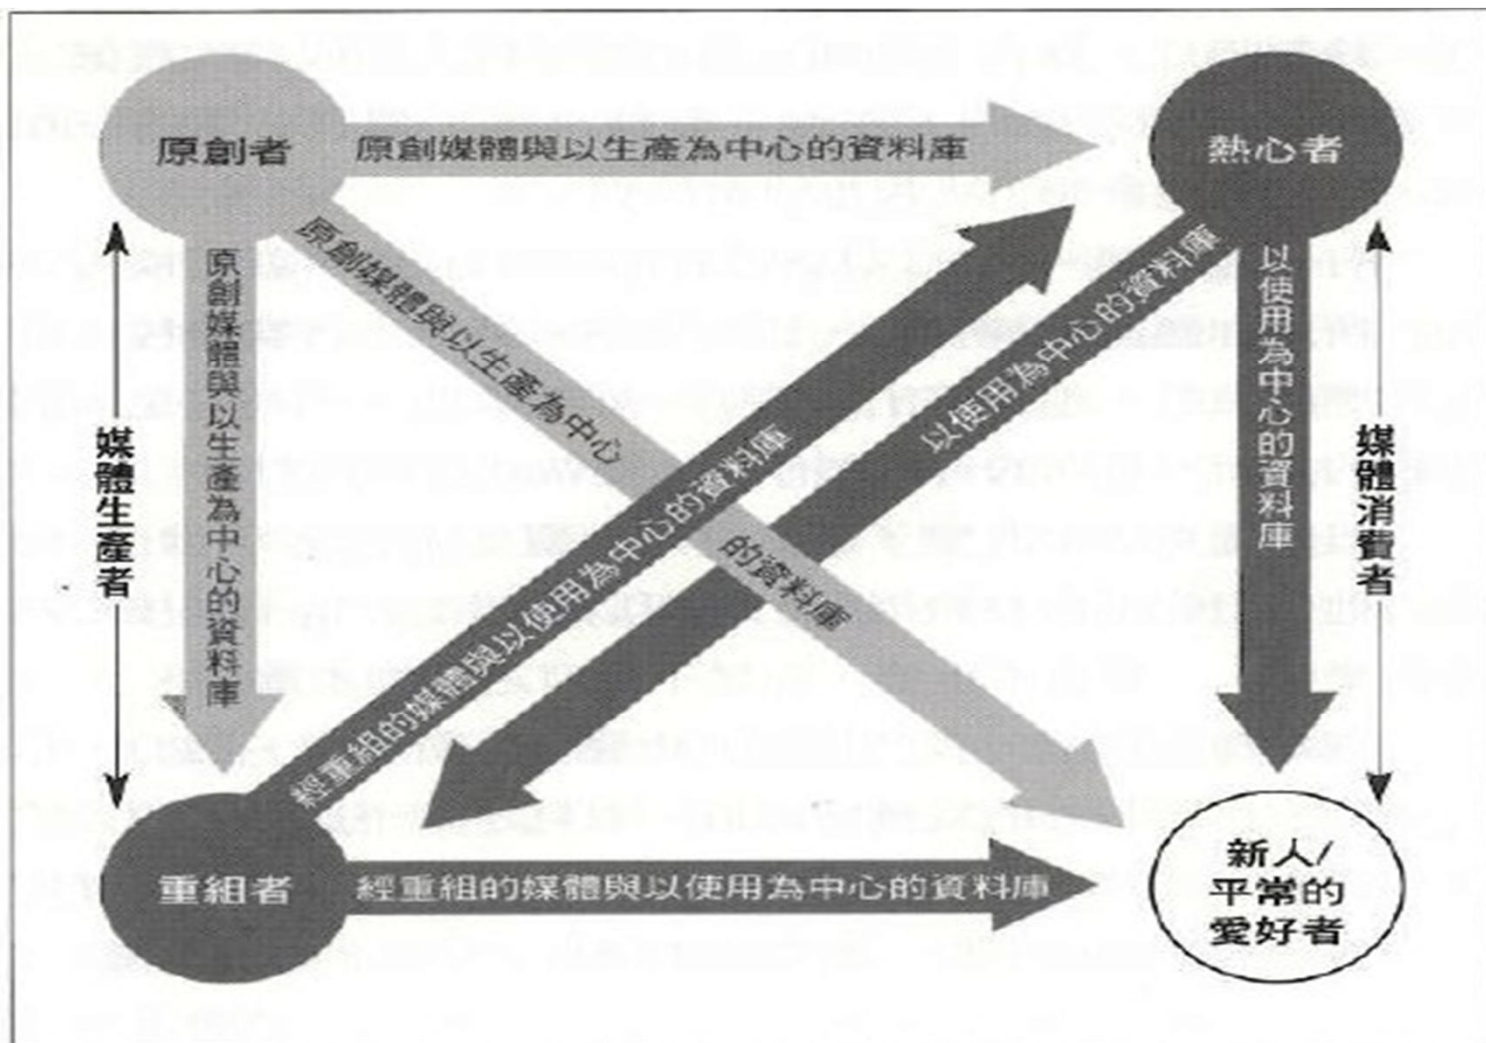 原創者
原創媒體與以生產為中心的資料庫
熱心者
原創媒體與以生產為中心的資料庫
原創媒體與以生產為中心
的資料庫
經重組的媒體與以使用為中心的資料庫
以使用為中心的資料庫
以使用為中心的資料庫
媒體生產者
媒體消費者
重組者
經重組的媒體與以使用為中心的資料庫
新人/
平常的
愛好者